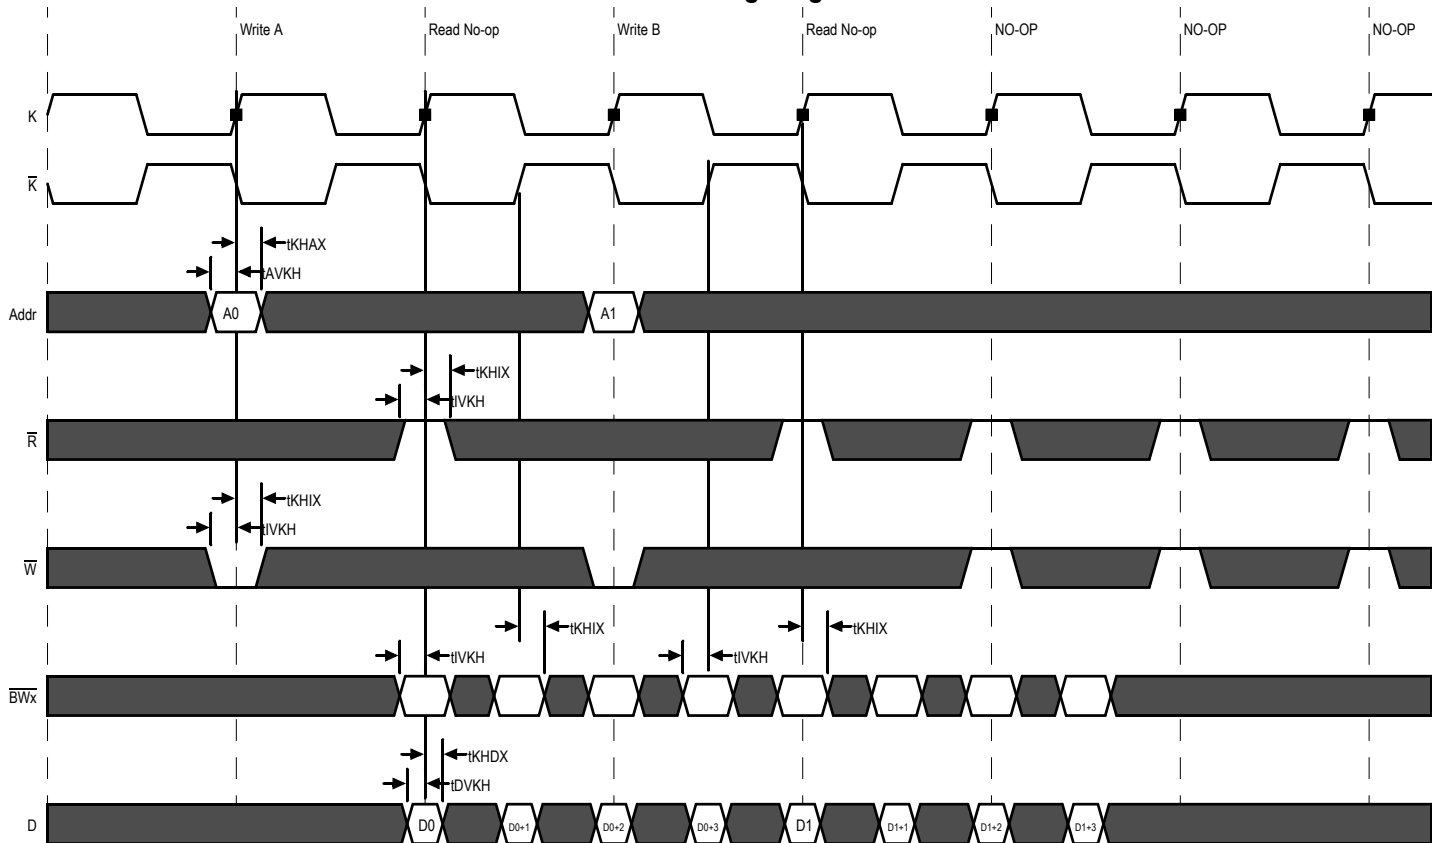 Write A Read No-op Write B Read No-op NO-OP NO-OP NO-OP
K
K
tKHAX
tAVKH
Addr A0 A1
tKHIX
tIVKH
R
tKHIX
tIVKH
W
tKHIX tKHIX
tIVKH tIVKH
BWx
tKHDX
tDVKH
D D0 D0+1 D0+2 D0+3 D1 D1+1 D1+2 D1+3